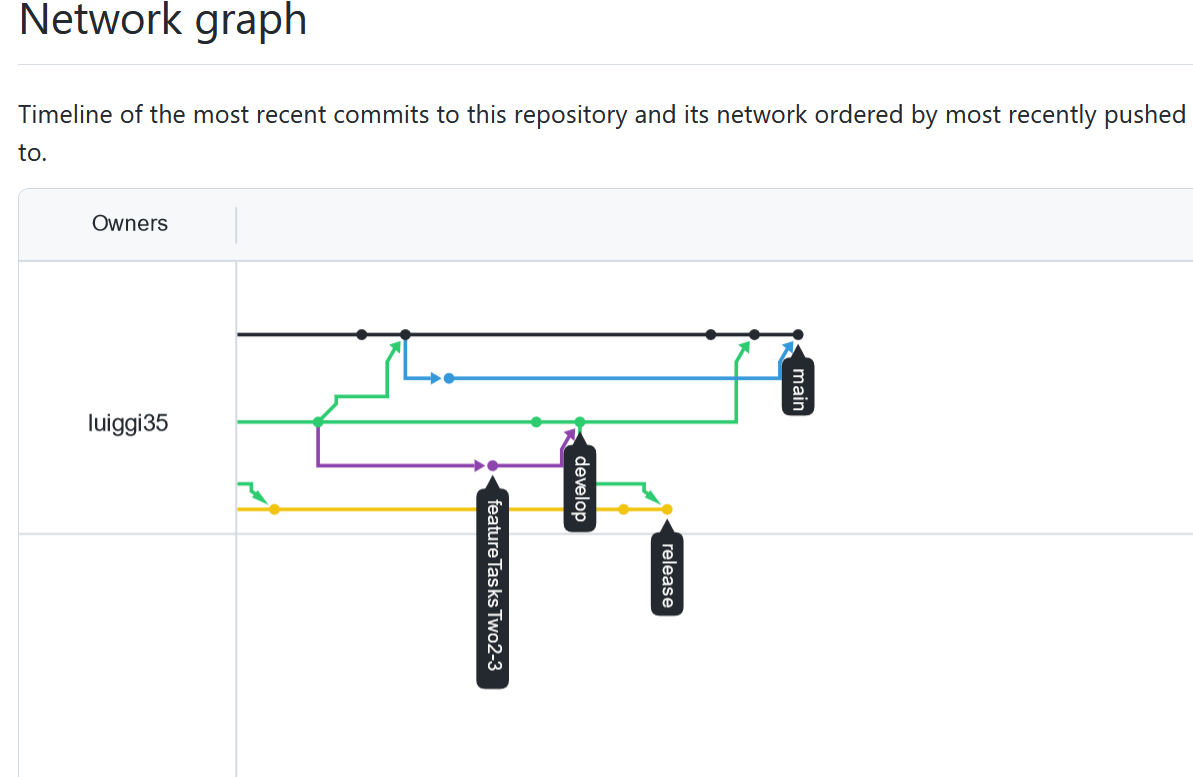 Network graph
Timeline of the most recent commits to this repository and its network ordered by most recently pushed
to.
Owners
luiggi35
main
develop
featureTasksTwo2-3
release